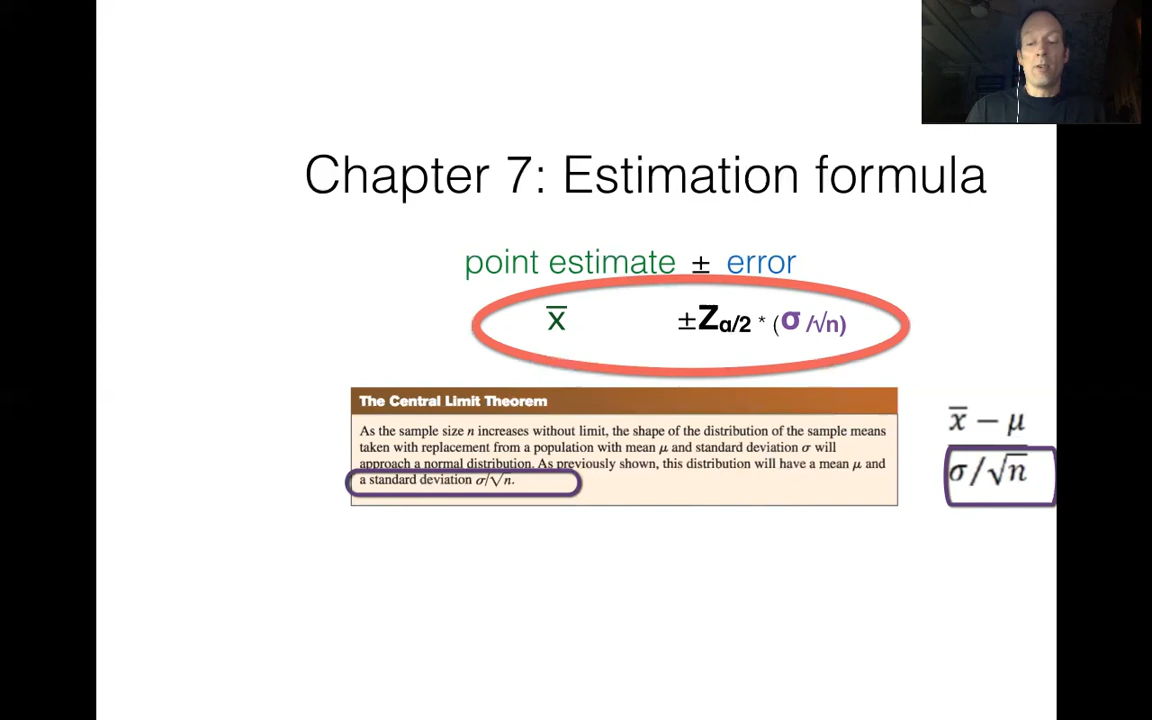 Chapter 7: Estimation formula
point estimate ± error
x̅ ±Zα/2 * (σ /√n)
The Central Limit Theorem
As the sample size n increases without limit, the shape of the distribution of the sample means
taken with replacement from a population with mean μ and standard deviation σ will
approach a normal distribution. As previously shown, this distribution will have a mean μ and
a standard deviation σ/√n.
x̅ − μ
σ/√n